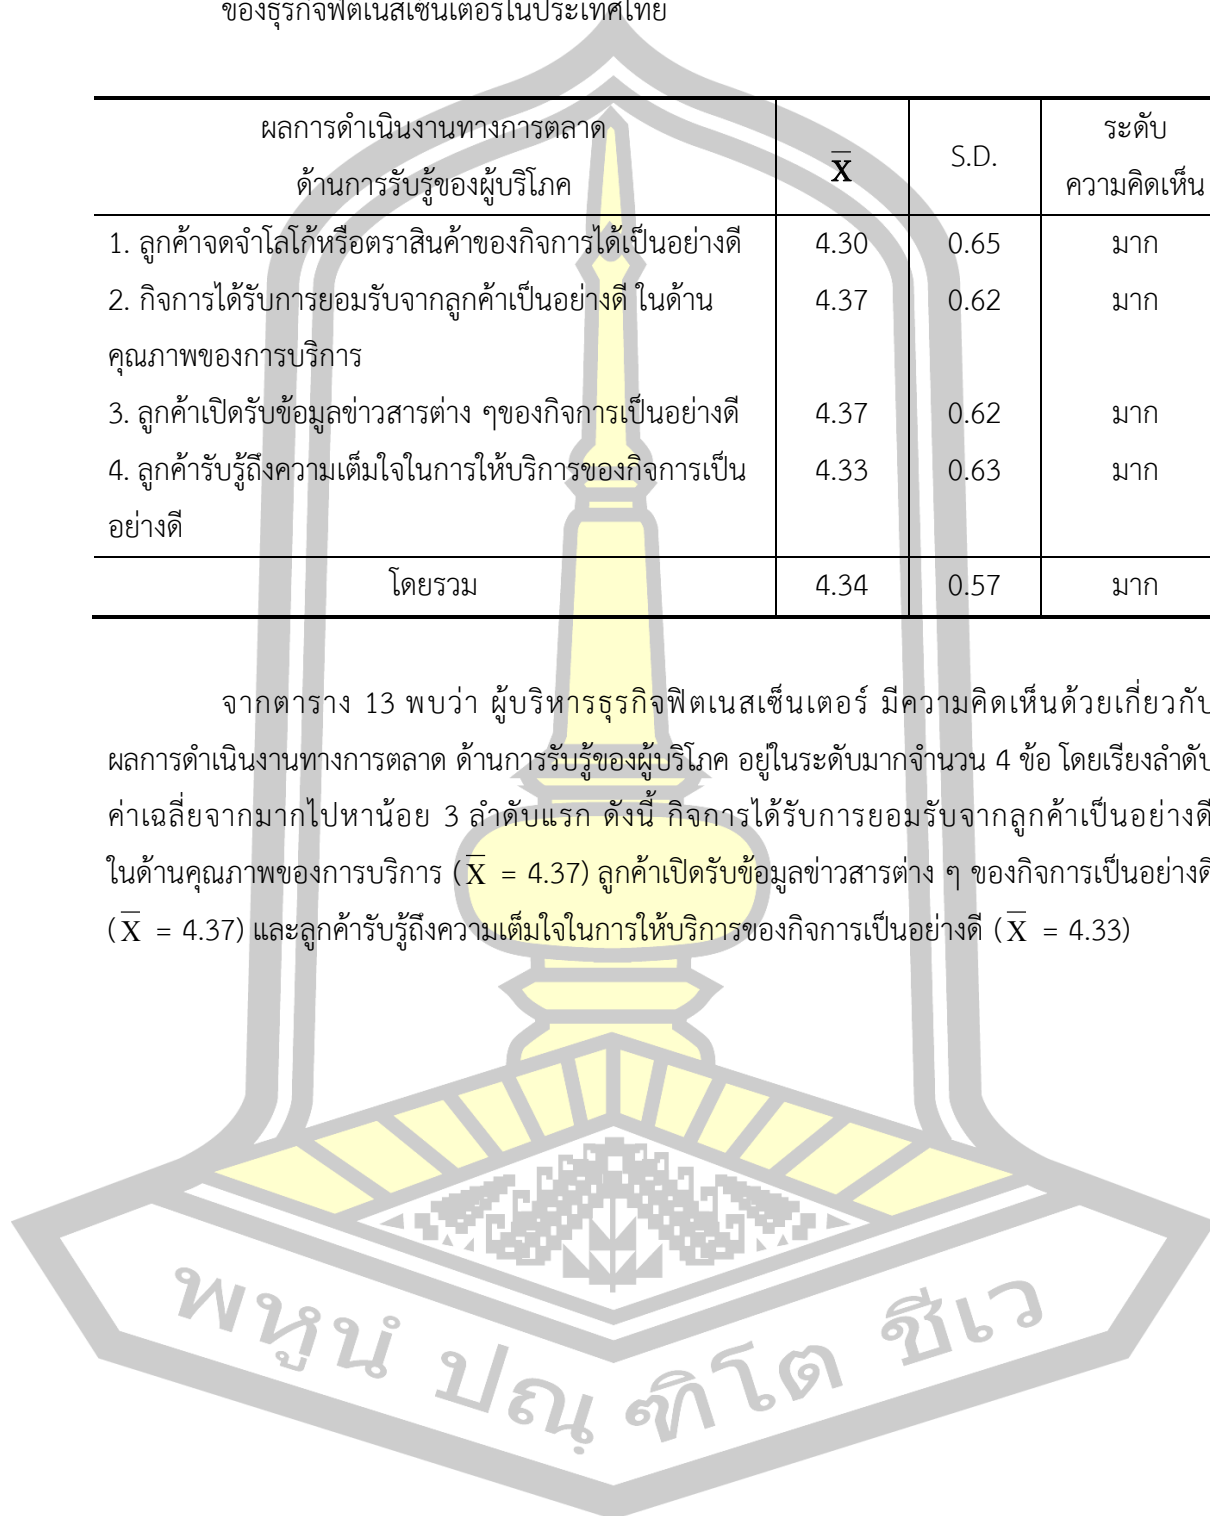 ของธุรกิจฟิตเนสเซ็นเตอร์ในประเทศไทย
ผลการดำเนินงานทางการตลาด
ด้านการรับรู้ของผู้บริโภค
X̅
S.D.
ระดับ
ความคิดเห็น
1. ลูกค้าจดจำโลโก้หรือตราสินค้าของกิจการได้เป็นอย่างดี 4.30 0.65 มาก
2. กิจการได้รับการยอมรับจากลูกค้าเป็นอย่างดี ในด้าน 4.37 0.62 มาก
คุณภาพของการบริการ
3. ลูกค้าเปิดรับข้อมูลข่าวสารต่าง ๆของกิจการเป็นอย่างดี 4.37 0.62 มาก
4. ลูกค้ารับรู้ถึงความเต็มใจในการให้บริการของกิจการเป็น 4.33 0.63 มาก
อย่างดี
โดยรวม 4.34 0.57 มาก
จากตาราง 13 พบว่า ผู้บริหารธุรกิจฟิตเนสเซ็นเตอร์ มีความคิดเห็นด้วยเกี่ยวกับ
ผลการดำเนินงานทางการตลาด ด้านการรับรู้ของผู้บริโภค อยู่ในระดับมากจำนวน 4 ข้อ โดยเรียงลำดับ
ค่าเฉลี่ยจากมากไปหาน้อย 3 ลำดับแรก ดังนี้ กิจการได้รับการยอมรับจากลูกค้าเป็นอย่างดี
ในด้านคุณภาพของการบริการ (X̅ = 4.37) ลูกค้าเปิดรับข้อมูลข่าวสารต่าง ๆ ของกิจการเป็นอย่างดี
(X̅ = 4.37) และลูกค้ารับรู้ถึงความเต็มใจในการให้บริการของกิจการเป็นอย่างดี (X̅ = 4.33)
พหูนํ ปณฺฑิโต ชีเว